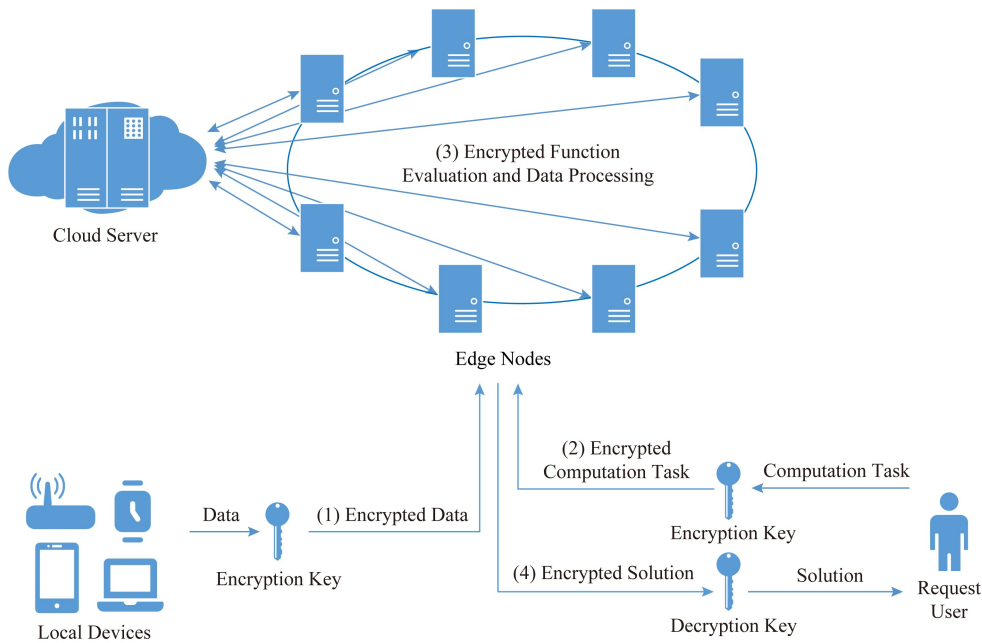 (3) Encrypted Function
Evaluation and Data Processing
Cloud Server
Edge Nodes
(2) Encrypted
Computation Task
Computation Task
Data
(1) Encrypted Data
Encryption Key
Encryption Key
(4) Encrypted Solution
Solution
Request
User
Local Devices
Decryption Key